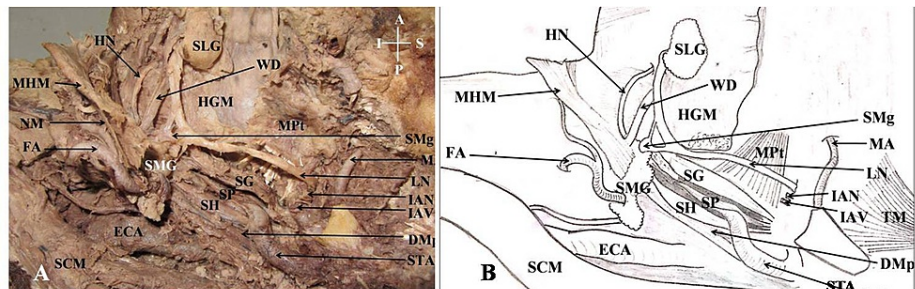 A
I S
P
HN
SLG
WD
MHM
HGM
NM
MPt
SMg
FA
M
SMG
SG
LN
SP
IAN
SH
IAV
ECA
DMp
STA
SCM
A
HN
SLG
WD
MHM
HGM
SMg
MPt
MA
FA
LN
SG
SMG
IAN
SP
SH
IAV
TM
ECA
DMp
SCM
B
STA